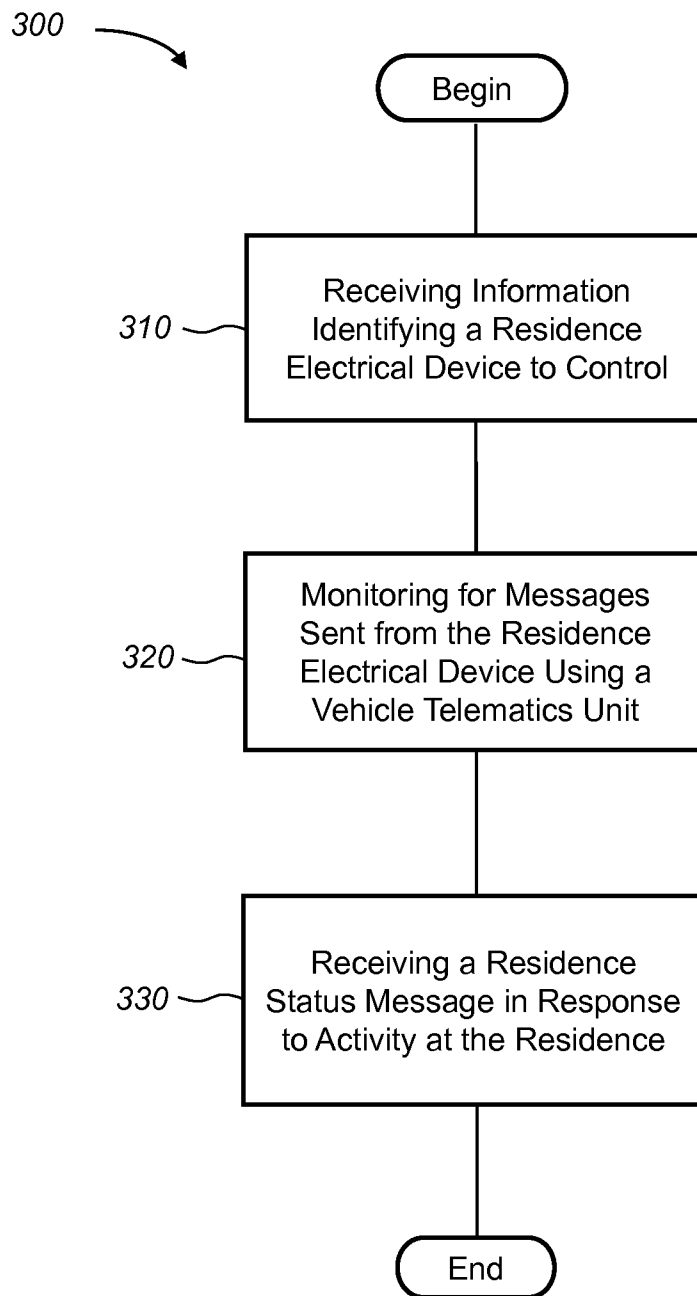 300
Begin
310
Receiving Information
Identifying a Residence
Electrical Device to Control
320
Monitoring for Messages
Sent from the Residence
Electrical Device Using a
Vehicle Telematics Unit
330
Receiving a Residence
Status Message in Response
to Activity at the Residence
End